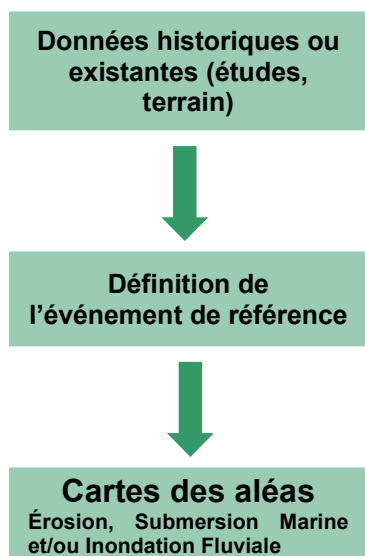 Données historiques ou
existantes (études,
terrain)
Définition de
l'événement de référence
Cartes des aléas
Érosion, Submersion Marine
et/ou Inondation Fluviale